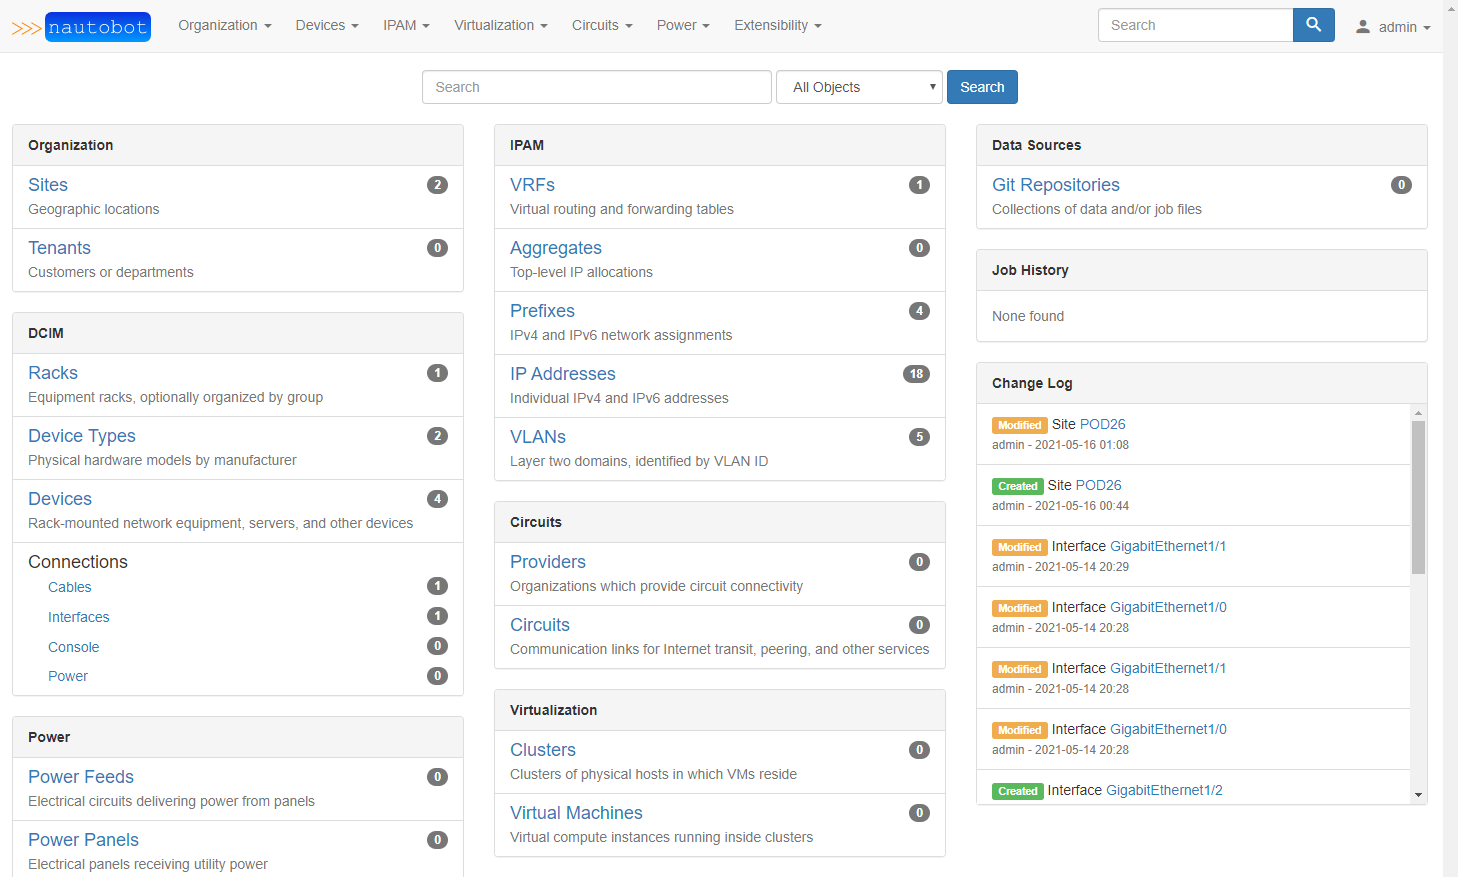 >>> nautobot Organization Devices IPAM Virtualization Circuits Power Extensibility Search admin
Search All Objects Search
Organization
Sites 2
Geographic locations
Tenants 0
Customers or departments
DCIM
Racks 1
Equipment racks, optionally organized by group
Device Types 2
Physical hardware models by manufacturer
Devices 4
Rack-mounted network equipment, servers, and other devices
Connections
Cables 1
Interfaces 1
Console 0
Power 0
Power
Power Feeds 0
Electrical circuits delivering power from panels
Power Panels 0
Electrical panels receiving utility power
IPAM
VRFs 1
Virtual routing and forwarding tables
Aggregates 0
Top-level IP allocations
Prefixes 4
IPv4 and IPv6 network assignments
IP Addresses 18
Individual IPv4 and IPv6 addresses
VLANs 5
Layer two domains, identified by VLAN ID
Circuits
Providers 0
Organizations which provide circuit connectivity
Circuits 0
Communication links for Internet transit, peering, and other services
Virtualization
Clusters 0
Clusters of physical hosts in which VMs reside
Virtual Machines 0
Virtual compute instances running inside clusters
Data Sources
Git Repositories 0
Collections of data and/or job files
Job History
None found
Change Log
Modified Site POD26
admin - 2021-05-16 01:08
Created Site POD26
admin - 2021-05-16 00:44
Modified Interface GigabitEthernet1/1
admin - 2021-05-14 20:29
Modified Interface GigabitEthernet1/0
admin - 2021-05-14 20:28
Modified Interface GigabitEthernet1/1
admin - 2021-05-14 20:28
Modified Interface GigabitEthernet1/0
admin - 2021-05-14 20:28
Created Interface GigabitEthernet1/2